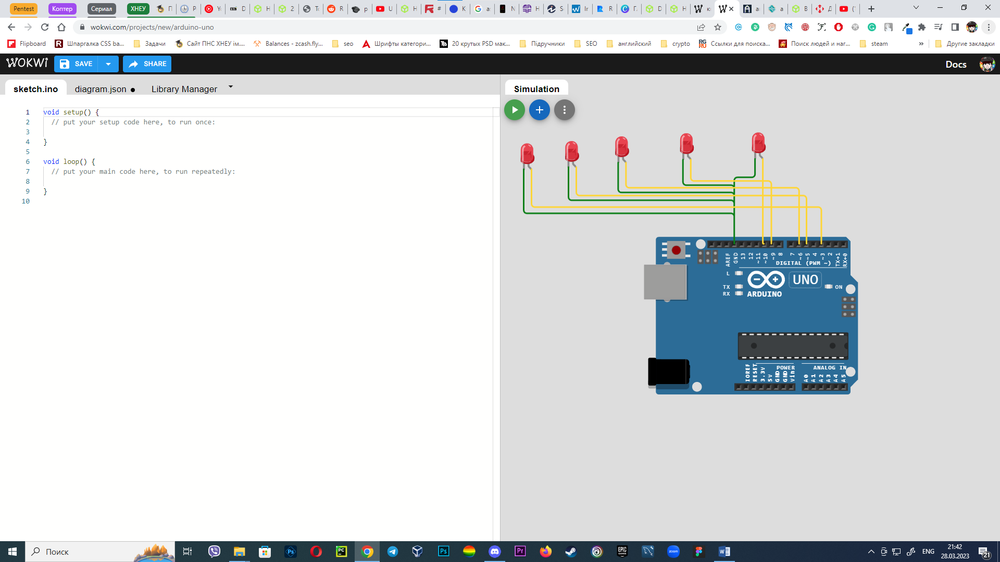 Pentest
Коптер
Сериал
ХНЕУ
wokwi.com/projects/new/arduino-uno
Flipboard
Шпаргалка CSS ba...
Задачи
Сайт ПНС ХНЕУ ім....
Balances - zcash.fly...
seo
Шрифты категори...
20 крутых PSD мак...
Підручники
SEO
английский
crypto
Ссылки для поиска...
Поиск людей и наг...
steam
»
Другие закладки
WOKWI
SAVE
SHARE
Docs
sketch.ino
diagram.json ●
Library Manager
Simulation
1 void setup() {
2 // put your setup code here, to run once:
3
4 }
5
6 void loop() {
7 // put your main code here, to run repeatedly:
8
9 }
10
AREF
GND
13
12
~11
~10
~9
8
7
~6
~5
4
~3
2
TX→1
RX←0
DIGITAL (PWM ~)
L
TX
RX
UNO
ON
ARDUINO
POWER
ANALOG IN
IOREF
RESET
3.3V
5V
GND
GND
Vin
A0
A1
A2
A3
A4
A5
Поиск
ENG
21:42
28.03.2023
21